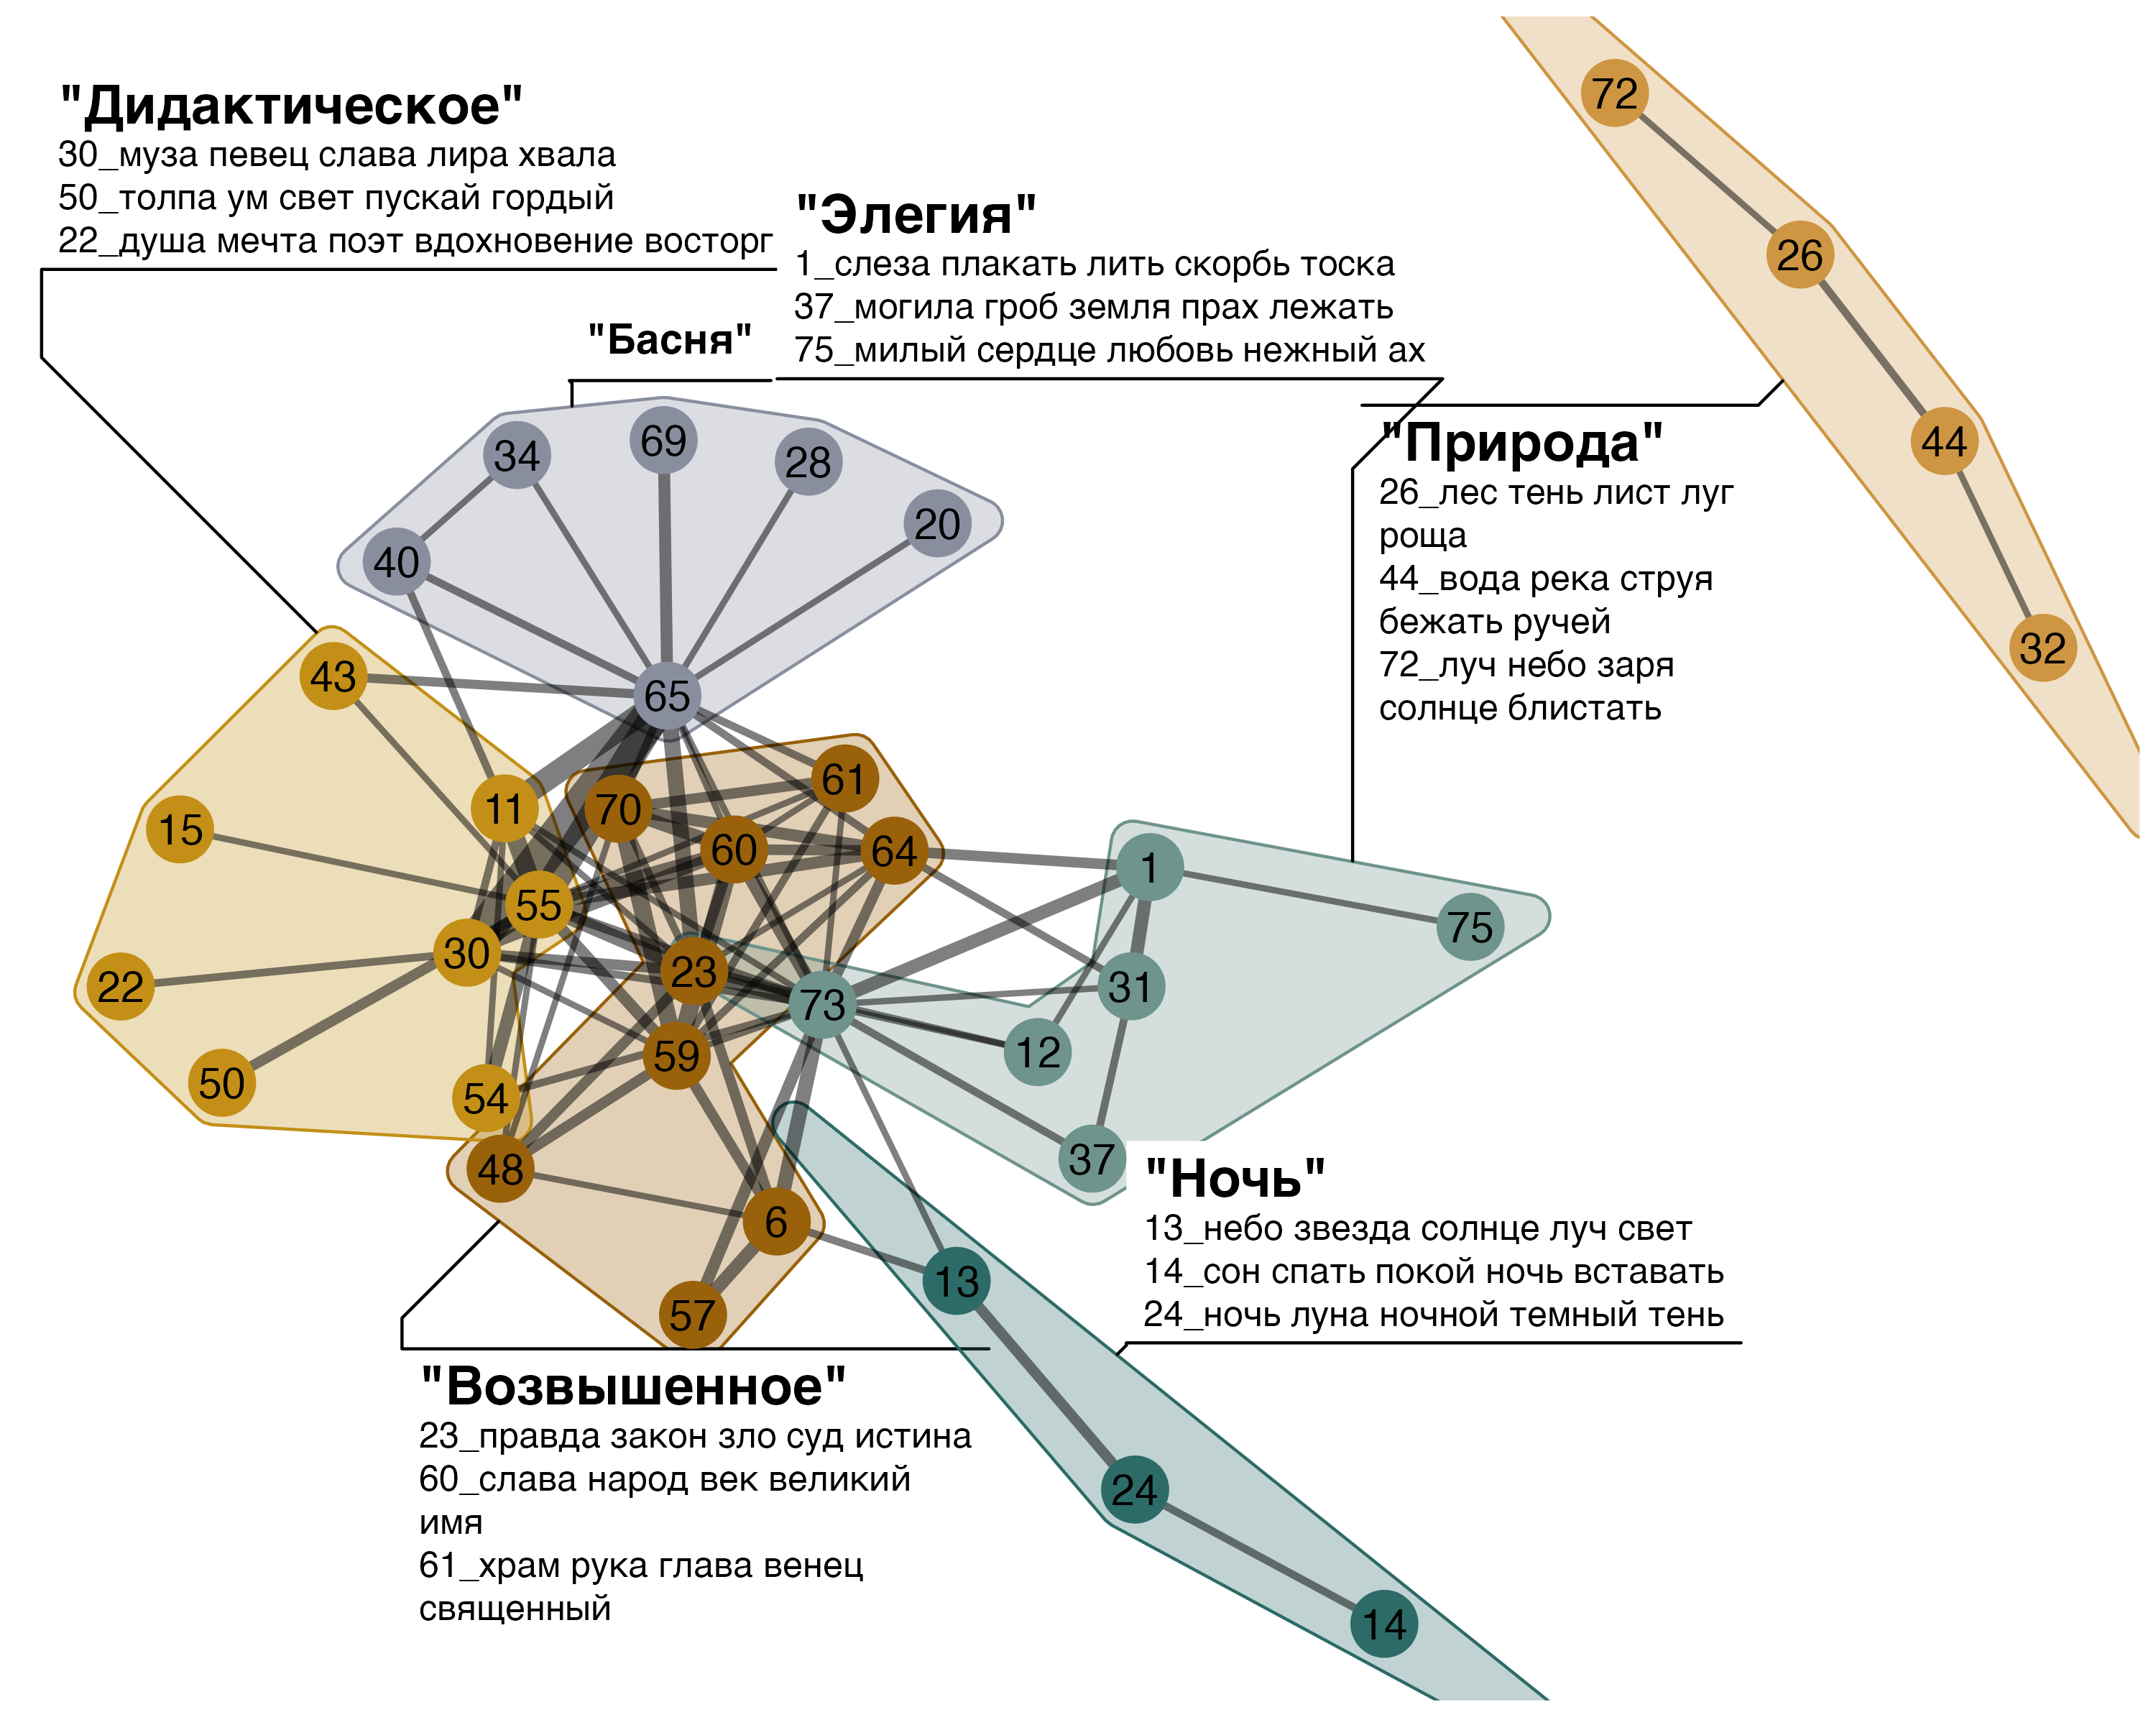 "Дидактическое"
30_муза певец слава лира хвала
50_толпа ум свет пускай гордый
22_душа мечта поэт вдохновение восторг
"Элегия"
1_слеза плакать лить скорбь тоска
37_могила гроб земля прах лежать
75_милый сердце любовь нежный ах
"Басня"
"Природа"
26_лес тень лист луг
роща
44_вода река струя
бежать ручей
72_луч небо заря
солнце блистать
72
26
44
32
34
69
28
20
40
65
43
11
15
55
30
22
50
54
70
61
60
64
23
59
48
6
57
1
75
31
73
12
37
"Ночь"
13_небо звезда солнце луч свет
14_сон спать покой ночь вставать
24_ночь луна ночной темный тень
13
24
14
"Возвышенное"
23_правда закон зло суд истина
60_слава народ век великий
имя
61_храм рука глава венец
священный